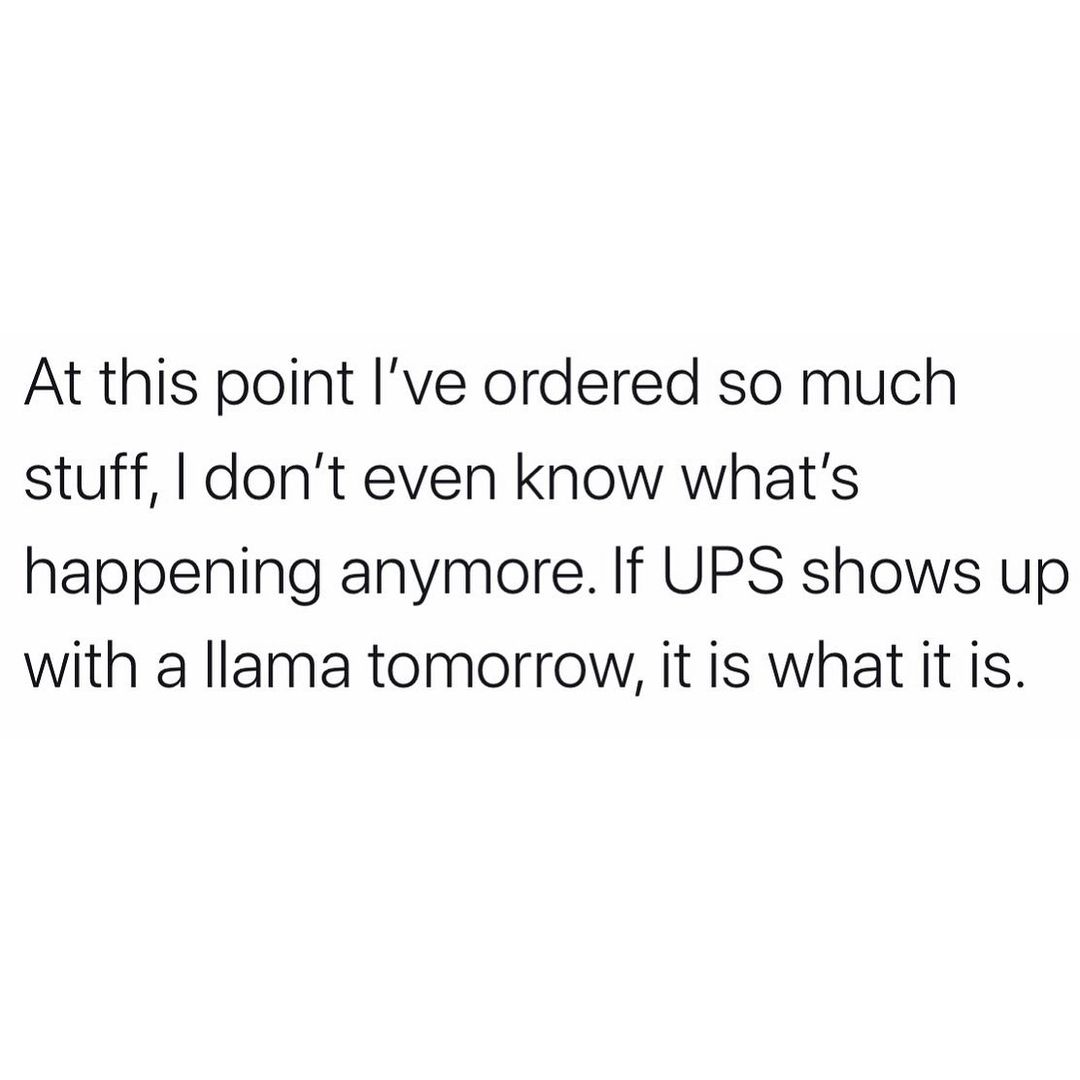 At this point I’ve ordered so much
stuff, I don’t even know what’s
happening anymore. If UPS shows up
with a llama tomorrow, it is what it is.